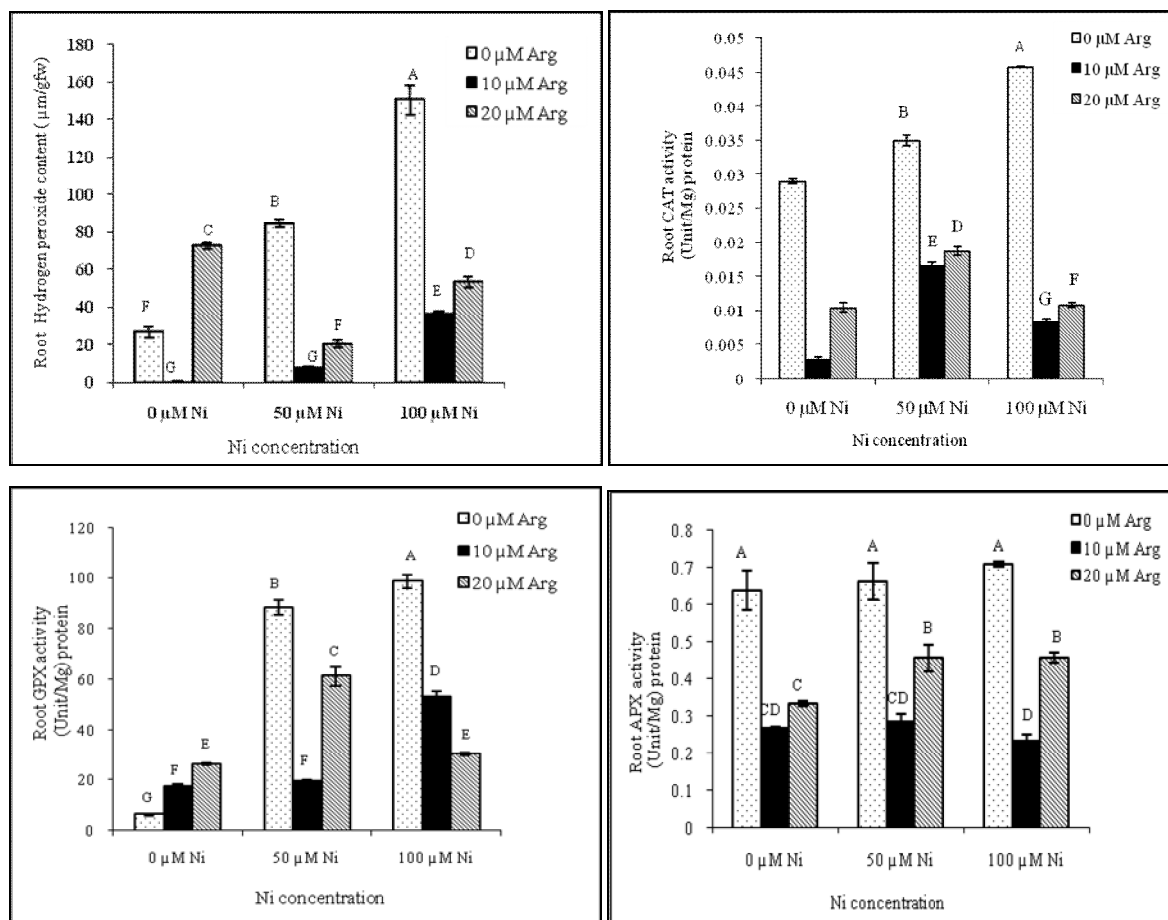 180
160
140
120
100
80
60
40
20
0
Root Hydrogen peroxide content ( µm/gfw)
0 µM Arg
10 µM Arg
20 µM Arg
F
G
C
B
G
F
A
E
D
0 µM Ni
50 µM Ni
100 µM Ni
Ni concentration
0.05
0.045
0.04
0.035
0.03
0.025
0.02
0.015
0.01
0.005
0
Root CAT activity
(Unit/Mg) protein
0 µM Arg
10 µM Arg
20 µM Arg
B
E
D
A
G
F
0 µM Ni
50 µM Ni
100 µM Ni
Ni concentration
120
100
80
60
40
20
0
Root GPX activity
(Unit/Mg) protein
0 µM Arg
10 µM Arg
20 µM Arg
G
F
E
B
F
C
A
D
E
0 µM Ni
50 µM Ni
100 µM Ni
Ni concentration
0.8
0.7
0.6
0.5
0.4
0.3
0.2
0.1
0
Root APX activity
(Unit/Mg) protein
0 µM Arg
10 µM Arg
20 µM Arg
A
CD
C
A
CD
B
A
D
B
0 µM Ni
50 µM Ni
100 µM Ni
Ni concentration